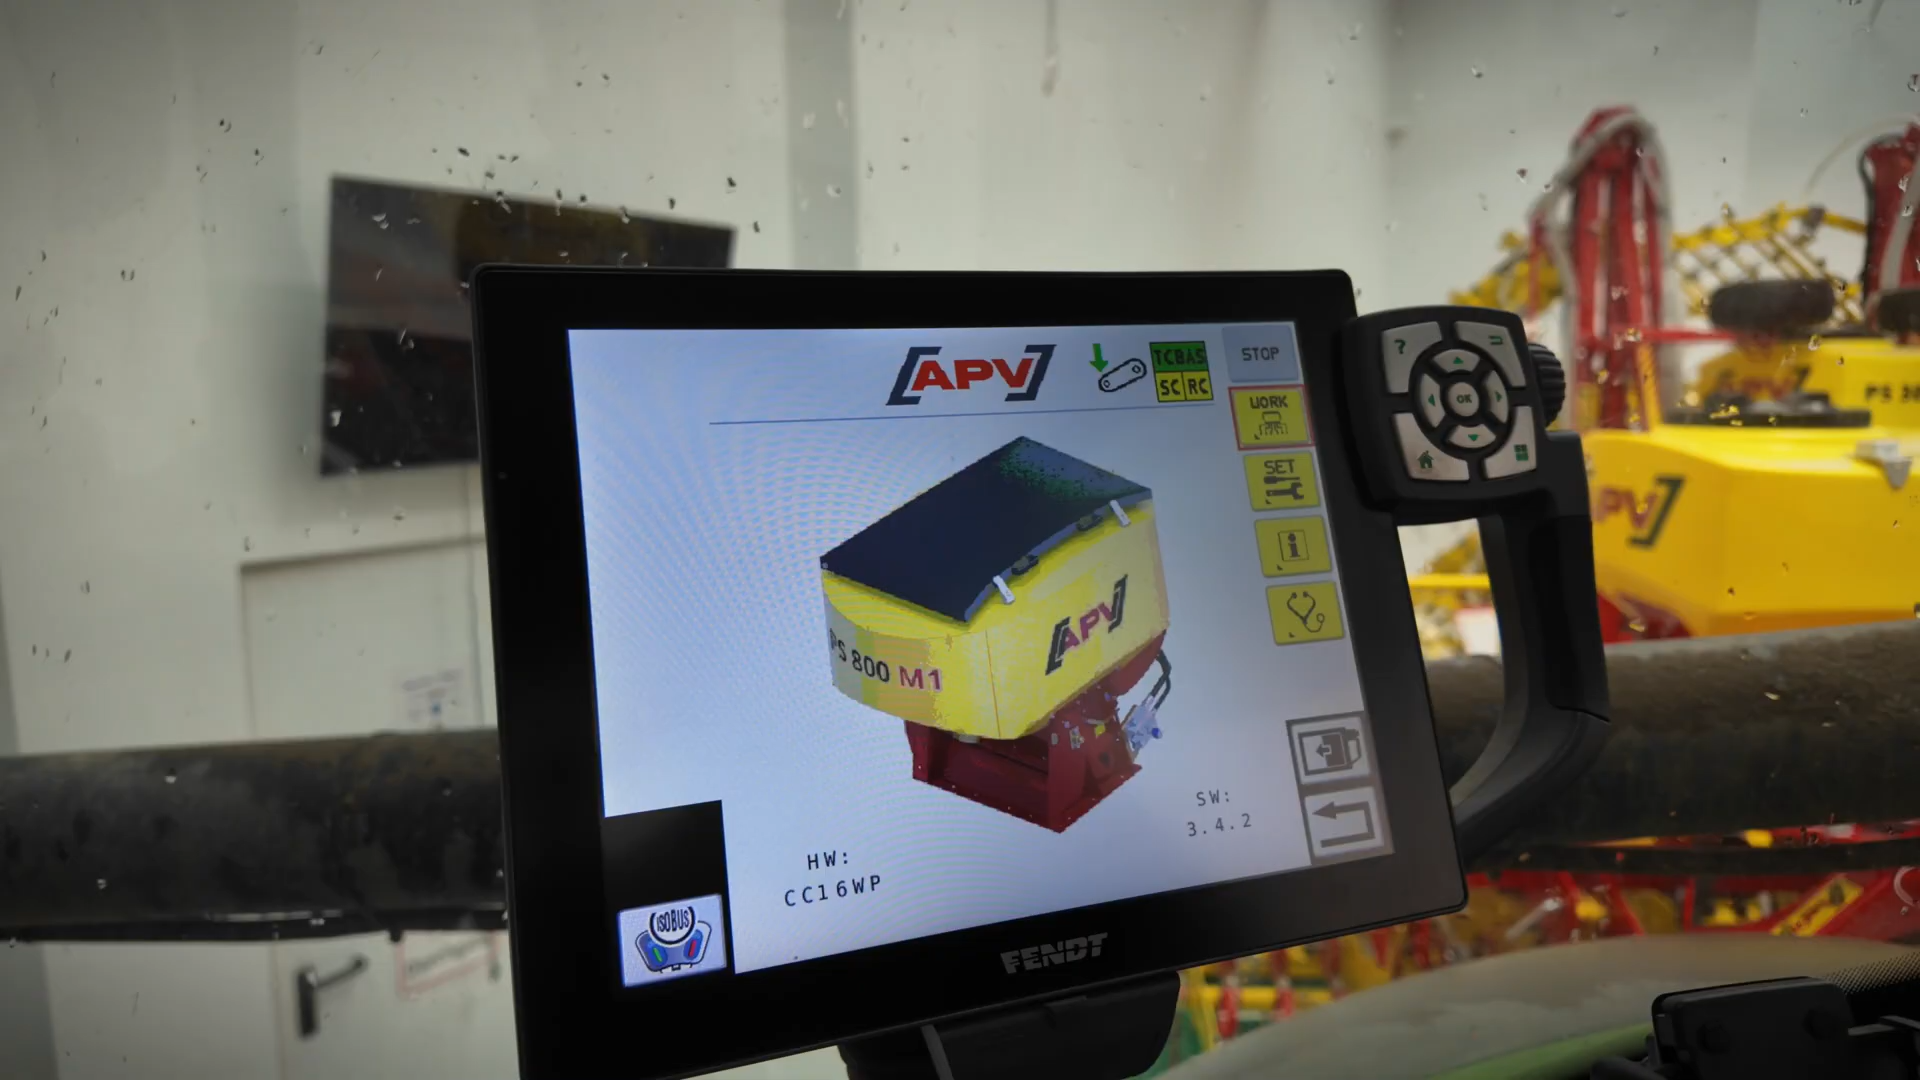 [APV]
TCBAS
SC RC
STOP
WORK
SET
i
PS 800 M1
[APV]
SW:
3.4.2
HW:
CC16WP
ISOBUS
FENDT
?
OK
APV]